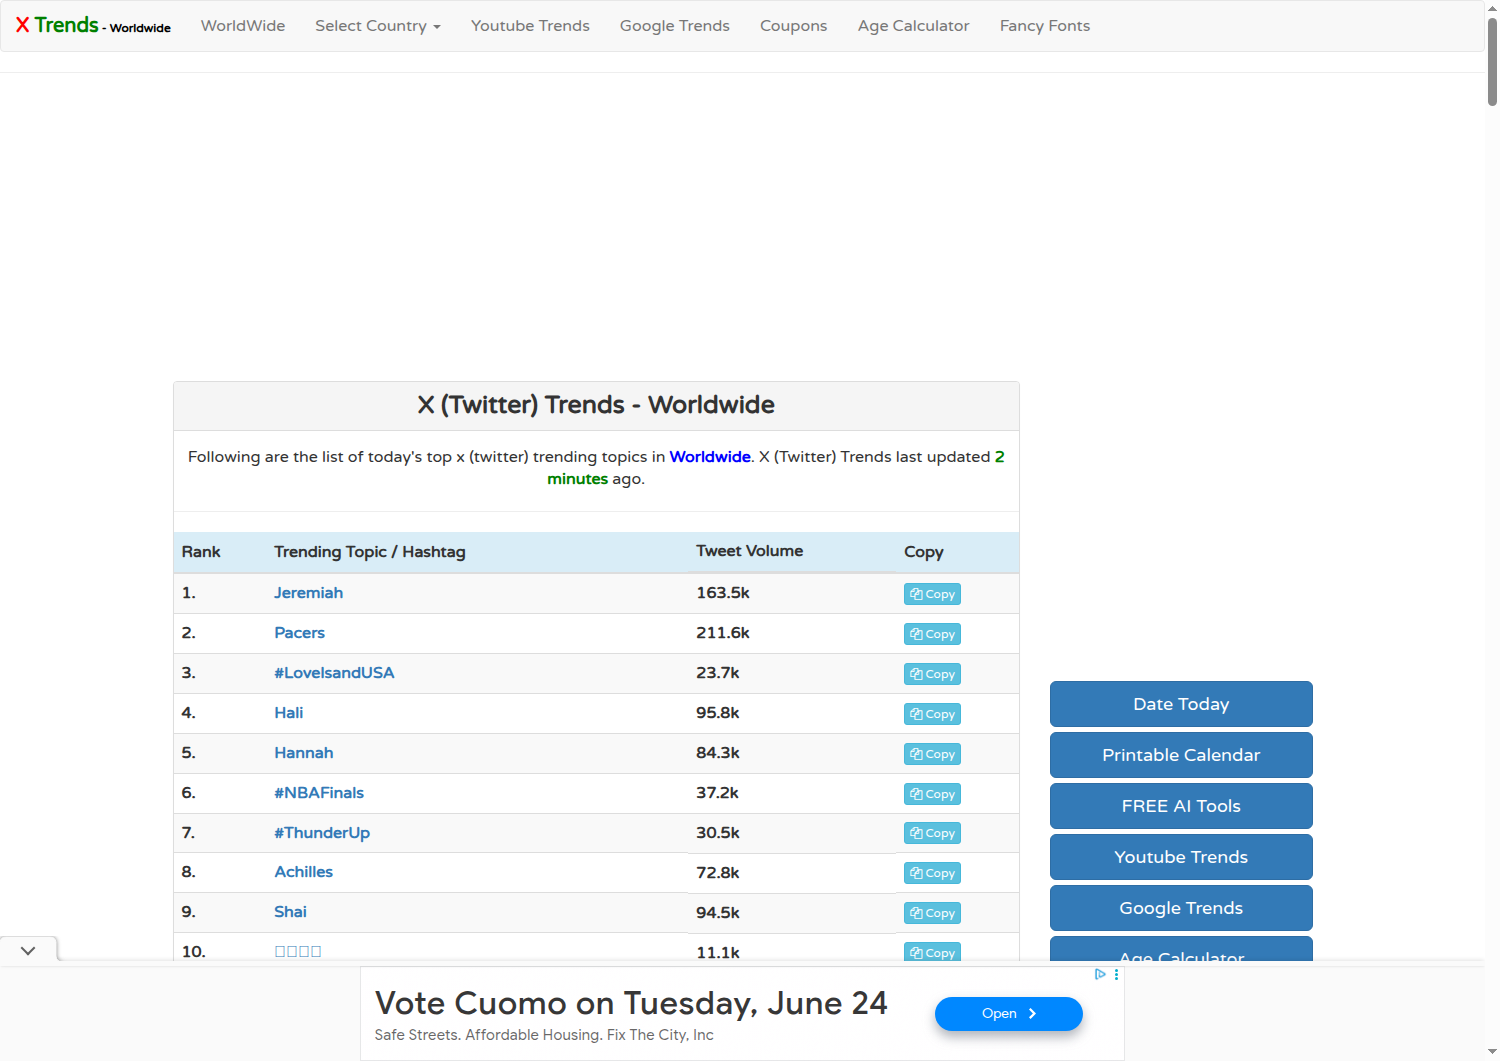 X Trends - Worldwide
WorldWide
Select Country
Youtube Trends
Google Trends
Coupons
Age Calculator
Fancy Fonts
X (Twitter) Trends - Worldwide
Following are the list of today's top x (twitter) trending topics in Worldwide. X (Twitter) Trends last updated 2
minutes ago.
Rank Trending Topic / Hashtag Tweet Volume Copy
1. Jeremiah 163.5k Copy
2. Pacers 211.6k Copy
3. #LoveIsandUSA 23.7k Copy
4. Hali 95.8k Copy
5. Hannah 84.3k Copy
6. #NBAFinals 37.2k Copy
7. #ThunderUp 30.5k Copy
8. Achilles 72.8k Copy
9. Shai 94.5k Copy
10. 11.1k Copy
Date Today
Printable Calendar
FREE AI Tools
Youtube Trends
Google Trends
Age Calculator
Vote Cuomo on Tuesday, June 24
Safe Streets. Affordable Housing. Fix The City, Inc
Open